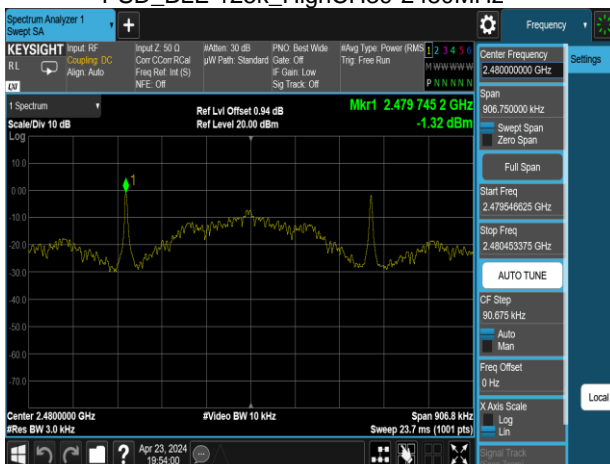 PSD_BLE 125k_HighCH39-2480MHz
Spectrum Analyzer 1
Swept SA
+
Frequency
KEYSIGHT
RL
LXI
Input: RF
Coupling: DC
Align: Auto
Input Z: 50 Ω
Corr CCorr RCal
Freq Ref: Int (S)
NFE: Off
#Atten: 30 dB
µW Path: Standard
PNO: Best Wide
Gate: Off
IF Gain: Low
Sig Track: Off
#Avg Type: Power (RMS
Trig: Free Run
1 2 3 4 5 6
M W W W W W
P N N N N N
1 Spectrum
Scale/Div 10 dB
Log
Ref Lvl Offset 0.94 dB
Ref Level 20.00 dBm
Mkr1 2.479 745 2 GHz
-1.32 dBm
1
10.0
0.00
-10.0
-20.0
-30.0
-40.0
-50.0
-60.0
-70.0
Center 2.4800000 GHz
#Res BW 3.0 kHz
#Video BW 10 kHz
Span 906.8 kHz
Sweep 23.7 ms (1001 pts)
Center Frequency
2.480000000 GHz
Settings
Span
906.750000 kHz
Swept Span
Zero Span
Full Span
Start Freq
2.479546625 GHz
Stop Freq
2.480453375 GHz
AUTO TUNE
CF Step
90.675 kHz
Auto
Man
Freq Offset
0 Hz
X Axis Scale
Log
Lin
Local
Signal Track
?
Apr 23, 2024
19:54:00